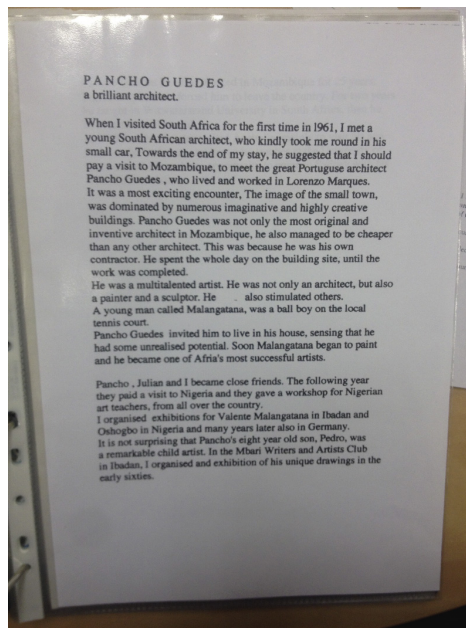 PANCHO GUEDES
a brilliant architect.
When I visited South Africa for the first time in 1961, I met a
young South African architect, who kindly took me round in his
small car, Towards the end of my stay, he suggested that I should
pay a visit to Mozambique, to meet the great Portuguse architect
Pancho Guedes , who lived and worked in Lorenzo Marques.
It was a most exciting encounter, The image of the small town,
was dominated by numerous imaginative and highly creative
buildings. Pancho Guedes was not only the most original and
inventive architect in Mozambique, he also managed to be cheaper
than any other architect. This was because he was his own
contractor. He spent the whole day on the building site, until the
work was completed.
He was a multitalented artist. He was not only an architect, but also
a painter and a sculptor. He . also stimulated others.
A young man called Malangatana, was a ball boy on the local
tennis court.
Pancho Guedes invited him to live in his house, sensing that he
had some unrealised potential. Soon Malangatana began to paint
and he became one of Afria's most successful artists.
Pancho , Julian and I became close friends. The following year
they paid a visit to Nigeria and they gave a workshop for Nigerian
art teachers, from all over the country.
I organised exhibitions for Valente Malangatana in Ibadan and
Oshogbo in Nigeria and many years later also in Germany.
It is not surprising that Pancho's eight year old son, Pedro, was
a remarkable child artist. In the Mbari Writers and Artists Club
in Ibadan, I organised and exhibition of his unique drawings in the
early sixties.